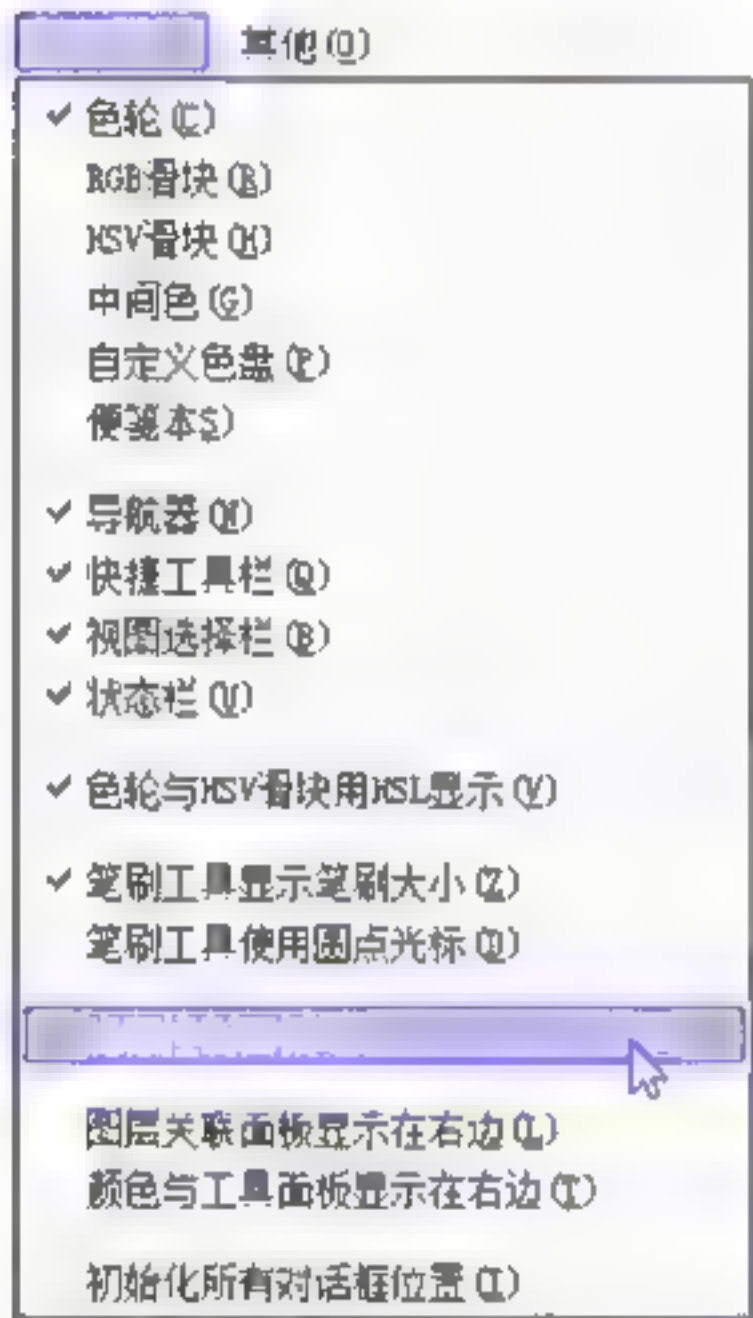 其他(O)
色轮(C)
RGB滑块(R)
HSV滑块(H)
中间色(G)
自定义色盘(P)
便笺本S)
导航器(N)
快捷工具栏(Q)
视图选择栏(B)
状态栏(U)
色轮与HSV滑块用HSL显示(V)
笔刷工具显示笔刷大小(Z)
笔刷工具使用圆点光标(D)
图层关联面板显示在右边(L)
颜色与工具面板显示在右边(T)
初始化所有对话框位置(I)